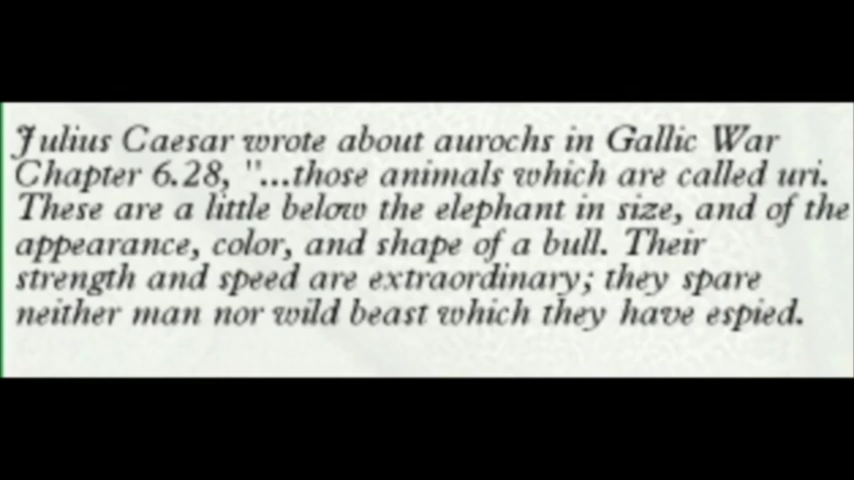 Julius Caesar wrote about aurochs in Gallic War
Chapter 6.28, "...those animals which are called uri.
These are a little below the elephant in size, and of the
appearance, color, and shape of a bull. Their
strength and speed are extraordinary; they spare
neither man nor wild beast which they have espied.